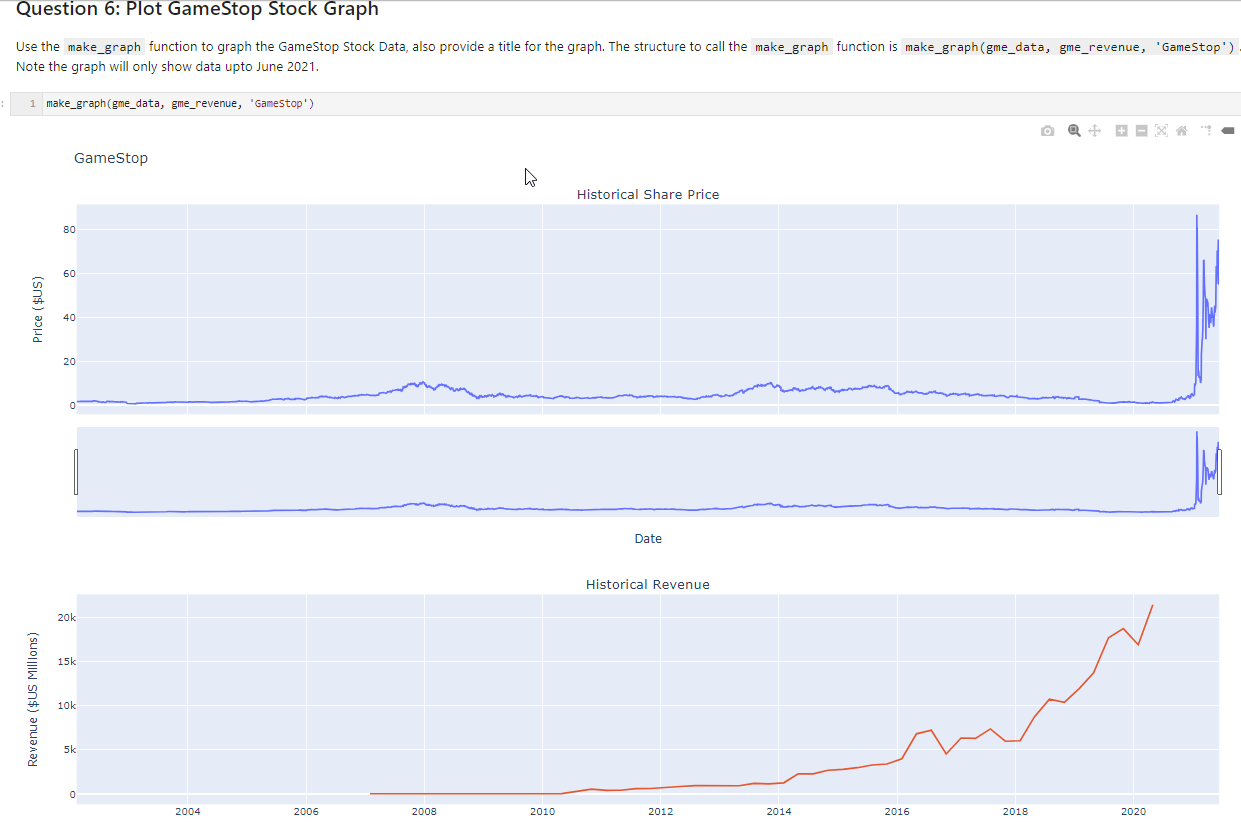 Question 6: Plot GameStop Stock Graph
Use the make_graph function to graph the GameStop Stock Data, also provide a title for the graph. The structure to call the make_graph function is make_graph(gme_data, gme_revenue, 'GameStop').
Note the graph will only show data upto June 2021.
: 1 make_graph(gme_data, gme_revenue, 'GameStop')
GameStop
Historical Share Price
80
60
40
20
0
Price ($US)
Date
Historical Revenue
20k
15k
10k
5k
0
Revenue ($US Millions)
2004 2006 2008 2010 2012 2014 2016 2018 2020